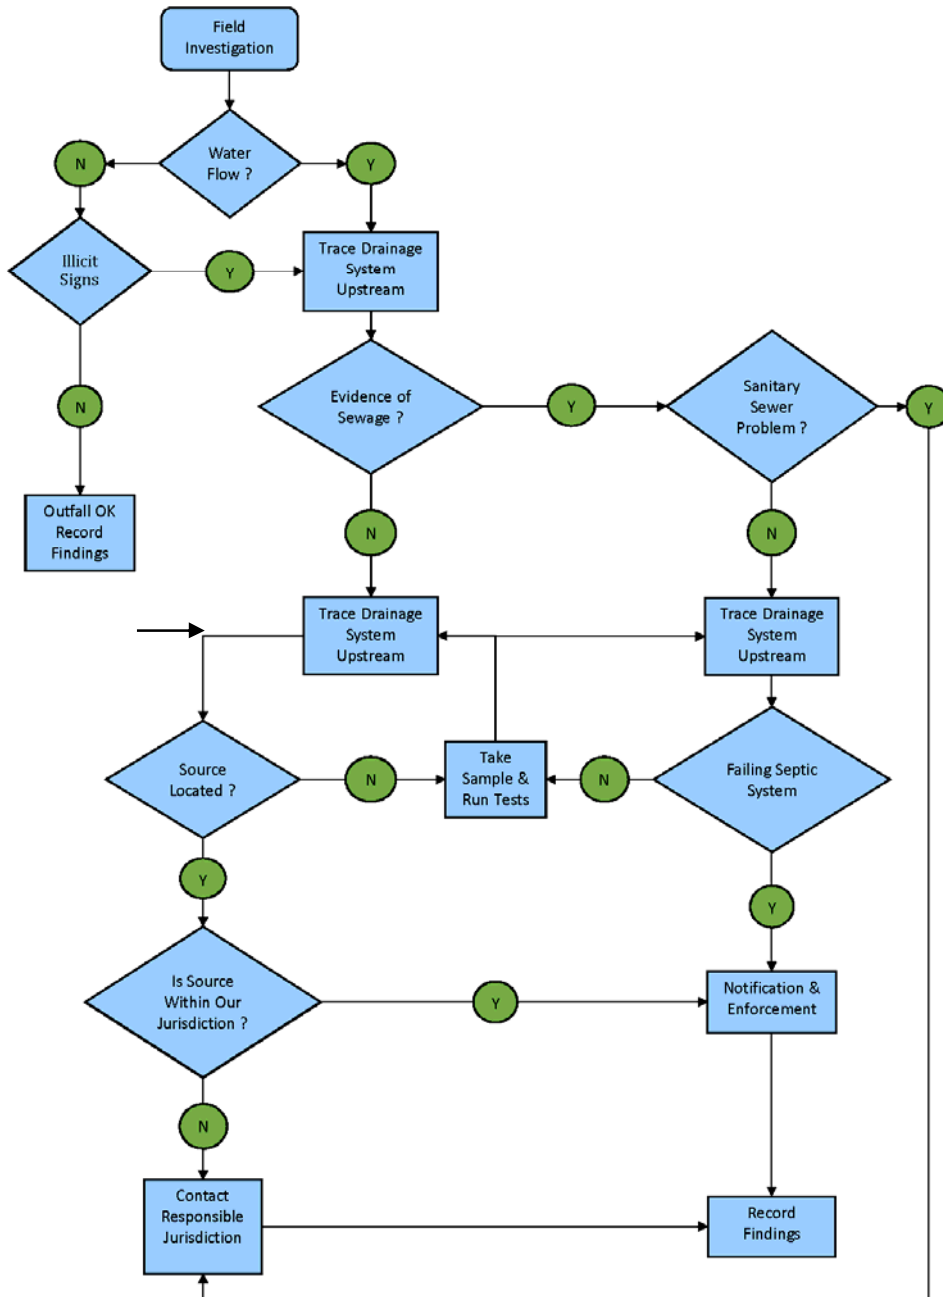 Field
Investigation
Water
Flow ?
N
Y
Illicit
Signs
Y
Trace Drainage
System
Upstream
N
Evidence of
Sewage ?
Y
Sanitary
Sewer
Problem ?
Y
Outfall OK
Record
Findings
N
N
Trace Drainage
System
Upstream
Trace Drainage
System
Upstream
Source
Located ?
N
Take
Sample &
Run Tests
N
Failing Septic
System
Y
Y
Is Source
Within Our
Jurisdiction ?
Y
Notification &
Enforcement
N
Contact
Responsible
Jurisdiction
Record
Findings